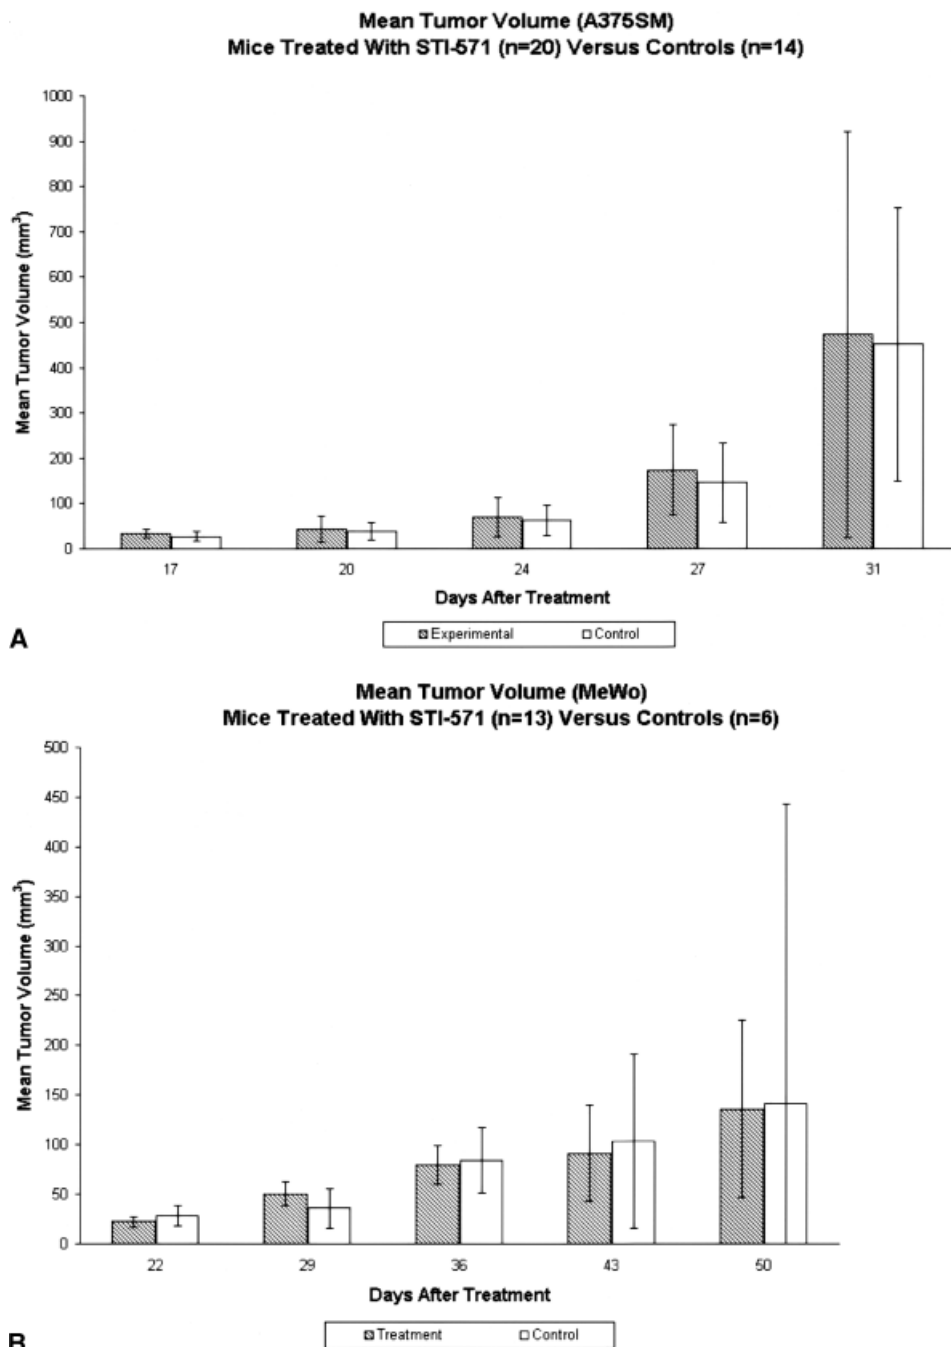 Mean Tumor Volume (A375SM)
Mice Treated With STI-571 (n=20) Versus Controls (n=14)
Mean Tumor Volume (mm³)
1000
900
800
700
600
500
400
300
200
100
0
17 20 24 27 31
Days After Treatment
Experimental Control
A
Mean Tumor Volume (MeWo)
Mice Treated With STI-571 (n=13) Versus Controls (n=6)
Mean Tumor Volume (mm³)
500
450
400
350
300
250
200
150
100
50
0
22 29 36 43 50
Days After Treatment
Treatment Control
B